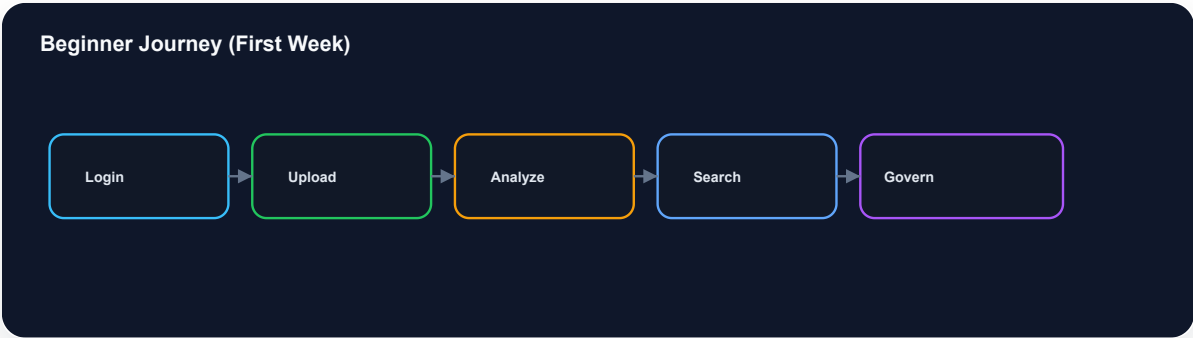 Beginner Journey (First Week)
Login
Upload
Analyze
Search
Govern